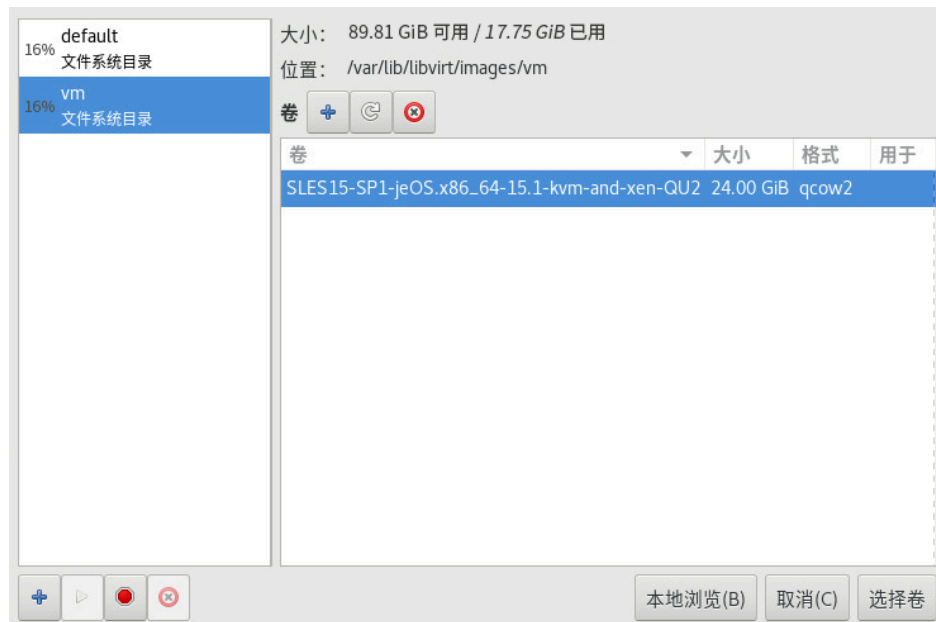 16%
default
文件系统目录
16%
vm
文件系统目录
大小： 89.81 GiB 可用 / 17.75 GiB 已用
位置： /var/lib/libvirt/images/vm
卷
卷 大小 格式 用于
SLES15-SP1-jeOS.x86_64-15.1-kvm-and-xen-QU2 24.00 GiB qcow2
本地浏览(B) 取消(C) 选择卷